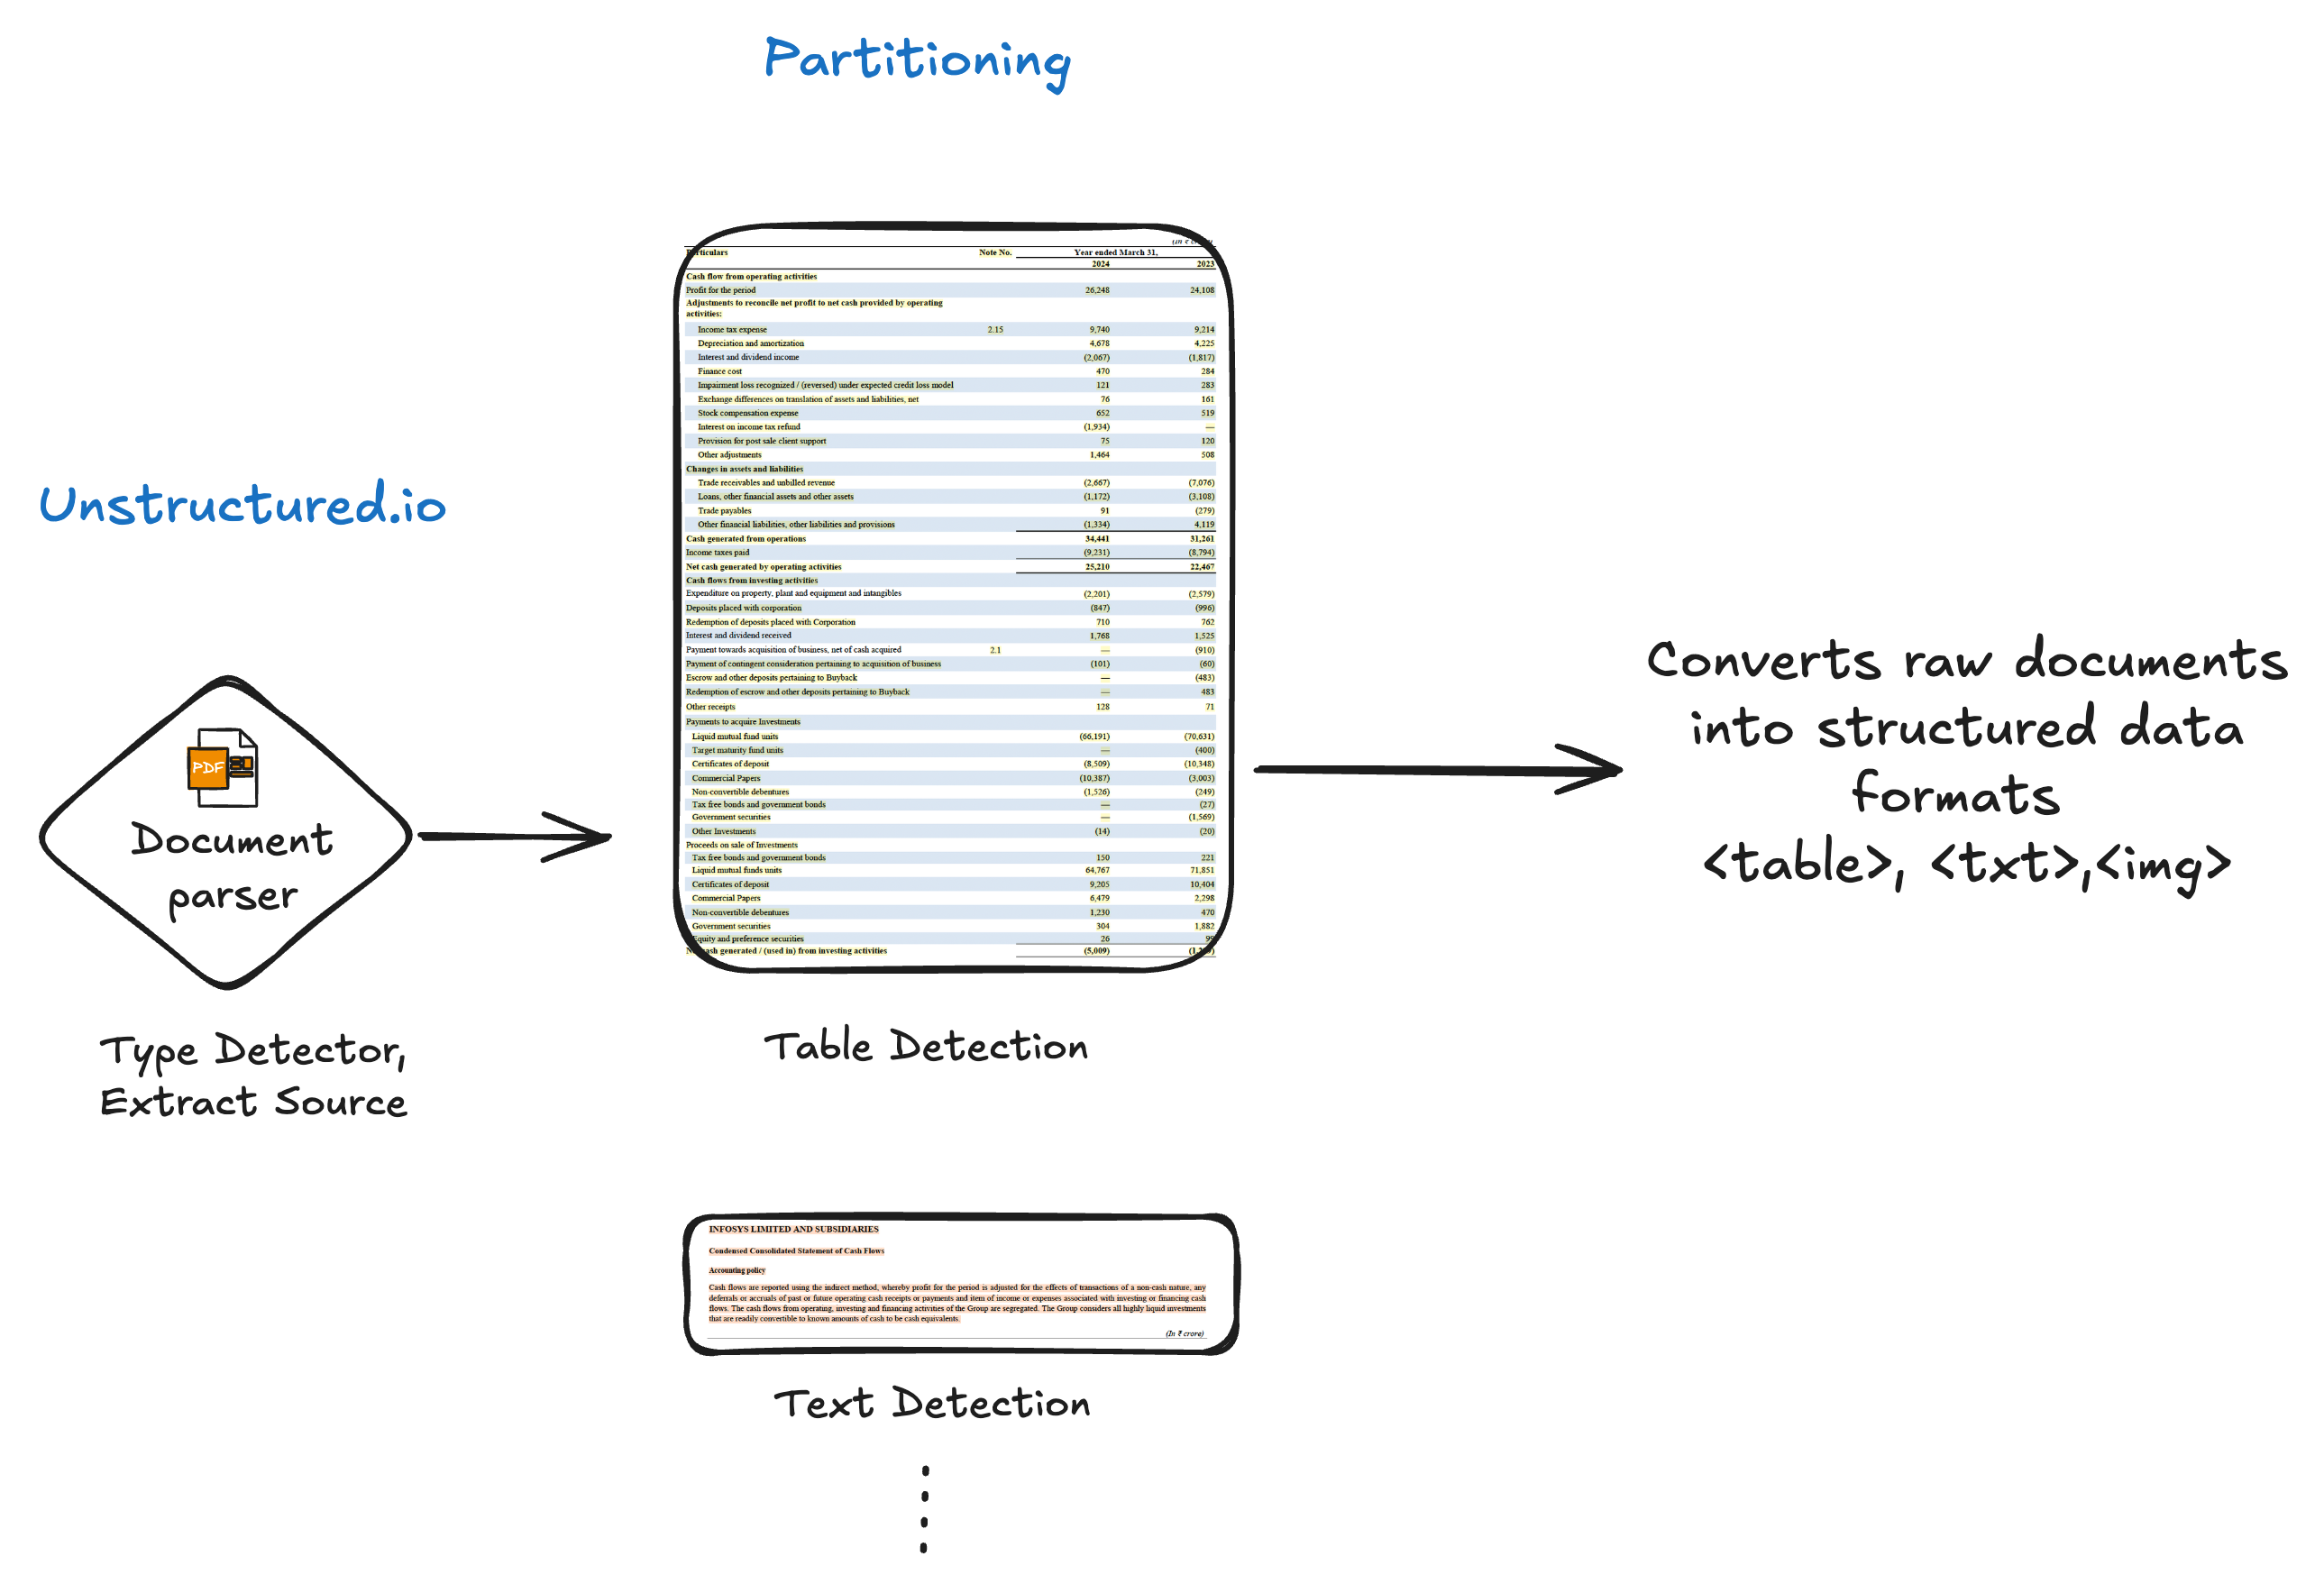 Partitioning
Unstructured.io
PDF
Document
parser
Type Detector,
Extract Source
Particulars Note No. Year ended March 31,
2024 2023
Cash flow from operating activities
Profit for the period 26,248 24,108
Adjustments to reconcile net profit to net cash provided by operating
activities:
Income tax expense 2.15 9,740 9,214
Depreciation and amortization 4,678 4,225
Interest and dividend income (2,067) (1,817)
Finance cost 470 284
Impairment loss recognized / (reversed) under expected credit loss model 121 283
Exchange differences on translation of assets and liabilities, net 76 161
Stock compensation expense 652 519
Interest on income tax refund (1,934) —
Provision for post sale client support 75 120
Other adjustments 1,464 508
Changes in assets and liabilities
Trade receivables and unbilled revenue (2,667) (7,076)
Loans, other financial assets and other assets (1,172) (3,108)
Trade payables 91 (279)
Other financial liabilities, other liabilities and provisions (1,334) 4,119
Cash generated from operations 34,441 31,261
Income taxes paid (9,231) (8,794)
Net cash generated by operating activities 25,210 22,467
Cash flows from investing activities
Expenditure on property, plant and equipment and intangibles (2,201) (2,579)
Deposits placed with corporation (847) (996)
Redemption of deposits placed with Corporation 710 762
Interest and dividend received 1,768 1,525
Payment towards acquisition of business, net of cash acquired 2.1 — (910)
Payment of contingent consideration pertaining to acquisition of business (101) (60)
Escrow and other deposits pertaining to Buyback — (483)
Redemption of escrow and other deposits pertaining to Buyback — 483
Other receipts 128 71
Payments to acquire Investments
Liquid mutual fund units (66,191) (70,631)
Target maturity fund units — (400)
Certificates of deposit (8,509) (10,348)
Commercial Papers (10,387) (3,003)
Non-convertible debentures (1,526) (249)
Tax free bonds and government bonds — (27)
Government securities — (1,569)
Other Investments (14) (20)
Proceeds on sale of Investments
Tax free bonds and government bonds 150 221
Liquid mutual funds units 64,767 71,851
Certificates of deposit 9,205 10,404
Commercial Papers 6,479 2,298
Non-convertible debentures 1,230 470
Government securities 304 1,882
Equity and preference securities 26
Net cash generated / (used in) from investing activities (5,009)
Table Detection
INFOSYS LIMITED AND SUBSIDIARIES
Condensed Consolidated Statement of Cash Flows
Accounting policy
Cash flows are reported using the indirect method, whereby profit for the period is adjusted for the effects of transactions of a non-cash nature, any
deferrals or accruals of past or future operating cash receipts or payments and item of income or expenses associated with investing or financing cash
flows. The cash flows from operating, investing and financing activities of the Group are segregated. The Group considers all highly liquid investments
that are readily convertible to known amounts of cash to be cash equivalents.
(In ₹ crore)
Text Detection
Converts raw documents
into structured data
formats
<table>, <txt>,<img>